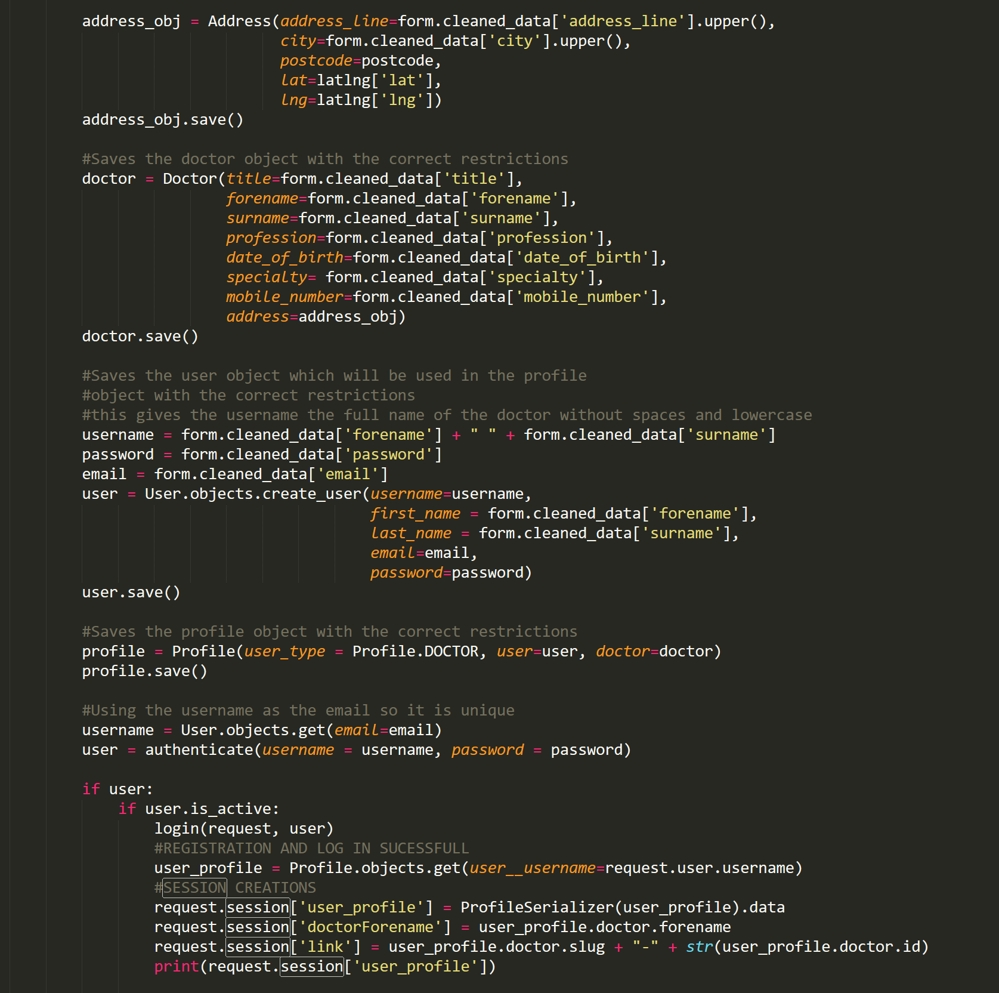 address_obj = Address(address_line=form.cleaned_data['address_line'].upper(),
                      city=form.cleaned_data['city'].upper(),
                      postcode=postcode,
                      lat=latlng['lat'],
                      lng=latlng['lng'])
address_obj.save()

#Saves the doctor object with the correct restrictions
doctor = Doctor(title=form.cleaned_data['title'],
                forename=form.cleaned_data['forename'],
                surname=form.cleaned_data['surname'],
                profession=form.cleaned_data['profession'],
                date_of_birth=form.cleaned_data['date_of_birth'],
                specialty= form.cleaned_data['specialty'],
                mobile_number=form.cleaned_data['mobile_number'],
                address=address_obj)
doctor.save()

#Saves the user object which will be used in the profile
#object with the correct restrictions
#this gives the username the full name of the doctor without spaces and lowercase
username = form.cleaned_data['forename'] + " " + form.cleaned_data['surname']
password = form.cleaned_data['password']
email = form.cleaned_data['email']
user = User.objects.create_user(username=username,
                                first_name = form.cleaned_data['forename'],
                                last_name = form.cleaned_data['surname'],
                                email=email,
                                password=password)
user.save()

#Saves the profile object with the correct restrictions
profile = Profile(user_type = Profile.DOCTOR, user=user, doctor=doctor)
profile.save()

#Using the username as the email so it is unique
username = User.objects.get(email=email)
user = authenticate(username = username, password = password)

if user:
    if user.is_active:
        login(request, user)
        #REGISTRATION AND LOG IN SUCESSFULL
        user_profile = Profile.objects.get(user__username=request.user.username)
        #SESSION CREATIONS
        request.session['user_profile'] = ProfileSerializer(user_profile).data
        request.session['doctorForename'] = user_profile.doctor.forename
        request.session['link'] = user_profile.doctor.slug + "-" + str(user_profile.doctor.id)
        print(request.session['user_profile'])